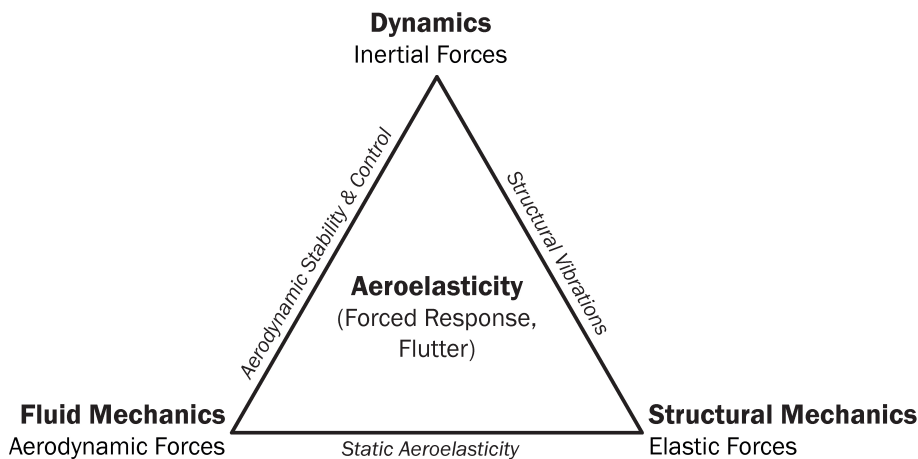 Dynamics
Inertial Forces
Aerodynamic Stability & Control
Structural Vibrations
Aeroelasticity
(Forced Response,
Flutter)
Fluid Mechanics
Aerodynamic Forces
Static Aeroelasticity
Structural Mechanics
Elastic Forces